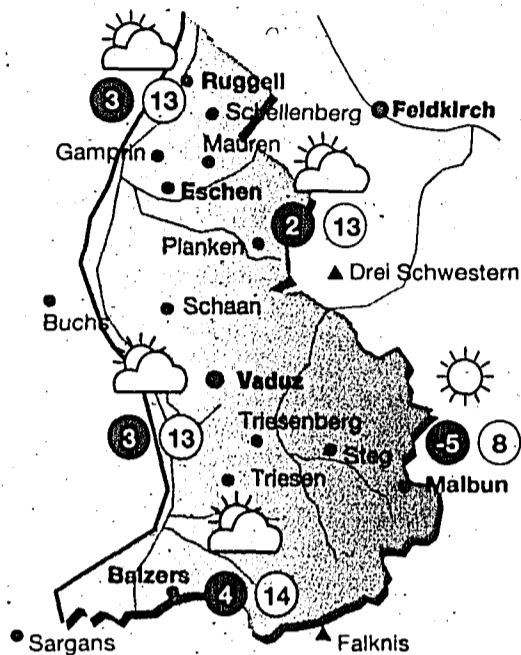 Ruggell
3 13
Schellenberg
Feldkirch
Gamprin
Mauren
Eschen
2 13
Planken
Drei Schwestern
Buchs
Schaan
Vaduz
3 13
Triesenberg
Steg
-5 8
Triesen
Malbun
Balzers
4 14
Sargans
Falknis